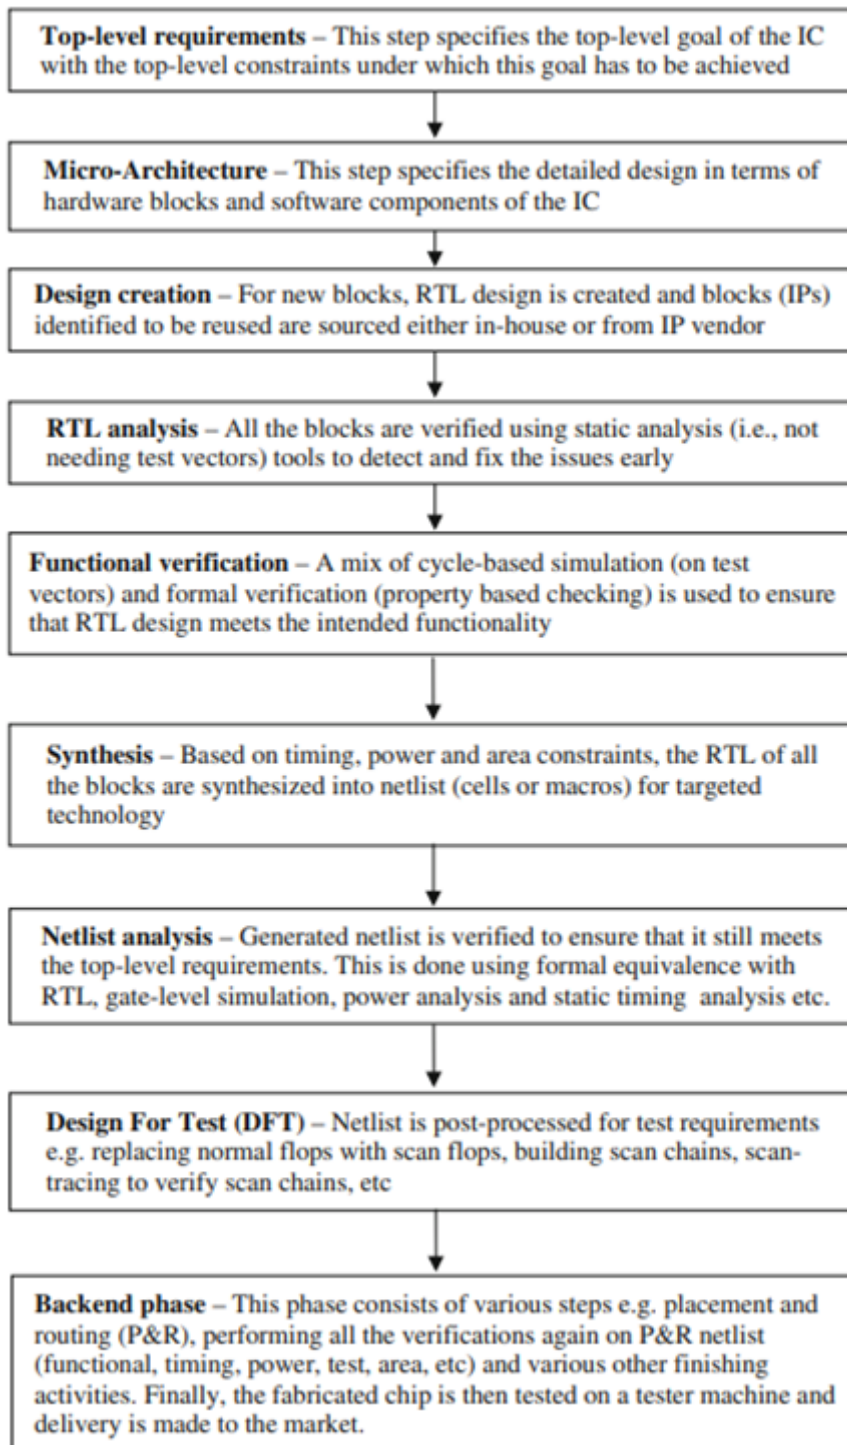 Top-level requirements – This step specifies the top-level goal of the IC
with the top-level constraints under which this goal has to be achieved
Micro-Architecture – This step specifies the detailed design in terms of
hardware blocks and software components of the IC
Design creation – For new blocks, RTL design is created and blocks (IPs)
identified to be reused are sourced either in-house or from IP vendor
RTL analysis – All the blocks are verified using static analysis (i.e., not
needing test vectors) tools to detect and fix the issues early
Functional verification – A mix of cycle-based simulation (on test
vectors) and formal verification (property based checking) is used to ensure
that RTL design meets the intended functionality
Synthesis – Based on timing, power and area constraints, the RTL of all
the blocks are synthesized into netlist (cells or macros) for targeted
technology
Netlist analysis – Generated netlist is verified to ensure that it still meets
the top-level requirements. This is done using formal equivalence with
RTL, gate-level simulation, power analysis and static timing analysis etc.
Design For Test (DFT) – Netlist is post-processed for test requirements
e.g. replacing normal flops with scan flops, building scan chains, scan-
tracing to verify scan chains, etc
Backend phase – This phase consists of various steps e.g. placement and
routing (P&R), performing all the verifications again on P&R netlist
(functional, timing, power, test, area, etc) and various other finishing
activities. Finally, the fabricated chip is then tested on a tester machine and
delivery is made to the market.